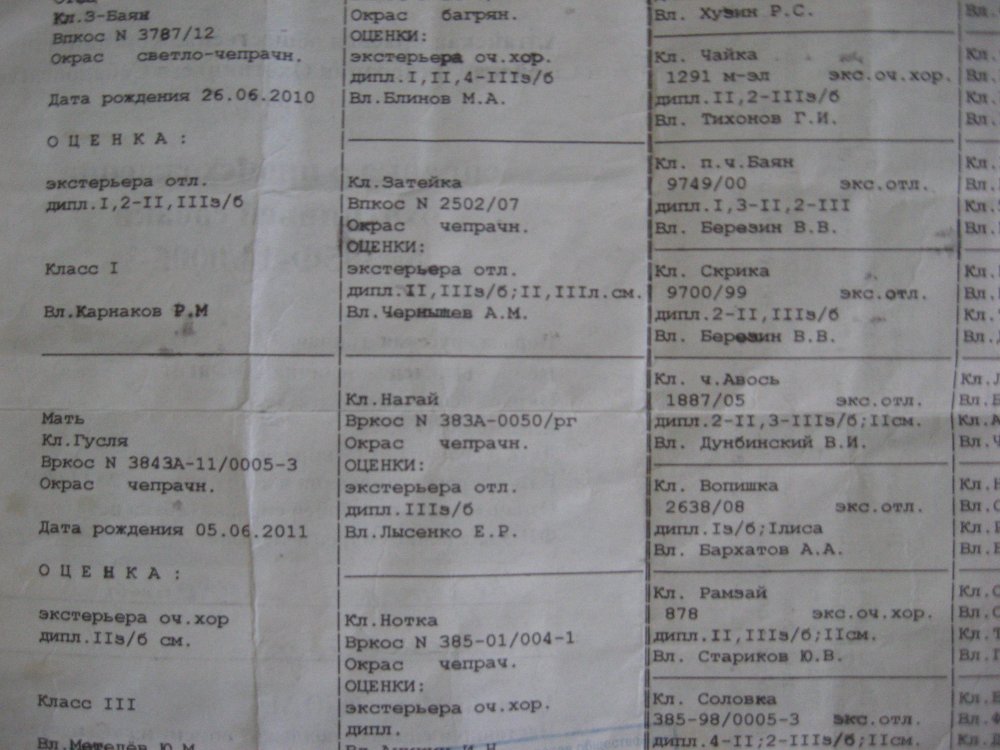 Кл.З-Баян
Впкос N 3787/12
Окрас светло-чепрачн.
Дата рождения 26.06.2010
О Ц Е Н К А :
экстерьера отл.
дипл.I,2-II,IIIз/б
Класс I
Вл.Карнаков Р.М
Мать
Кл.Гусля
Вркос N 3843А-11/0005-3
Окрас чепрачн.
Дата рождения 05.06.2011
О Ц Е Н К А :
экстерьера оч.хор
дипл.IIз/б см.
Класс III
Вл.Метелёв Ю.М
Окрас багрян.
ОЦЕНКИ:
экстерьера оч.хор.
дипл.I,II,4-IIIз/б
Вл.Блинов М.А.
Кл.Затейка
Впкос N 2502/07
Окрас чепрачн.
ОЦЕНКИ:
экстерьера отл.
дипл.II,IIIз/б;II,IIIл.см.
Вл.Чернышев А.М.
Кл.Нагай
Вркос N 383А-0050/рг
Окрас чепрачн.
ОЦЕНКИ:
экстерьера отл.
дипл.IIIз/б
Вл.Лысенко Е.Р.
Кл.Нотка
Вркос N 385-01/004-1
Окрас чепрач.
ОЦЕНКИ:
экстерьера оч.хор.
дипл.
Вл. Хузин Р.С.
Кл. Чайка
1291 м-эл экс.оч.хор.
дипл.II,2-IIIз/б
Вл. Тихонов Г.И.
Кл. п.ч.Баян
9749/00 экс.отл.
дипл.I,3-II,2-III
Вл. Березин В.В.
Кл. Скрика
9700/99 экс.отл.
дипл.2-II,IIIз/б
Вл. Березин В.В.
Кл. ч.Авось
1887/05 экс.отл.
дипл.2-II,3-IIIз/б;IIсм.
Вл. Дунбинский В.И.
Кл. Вопишка
2638/08 экс.отл.
дипл.Iз/б;Iлиса
Вл. Бархатов А.А.
Кл. Рамзай
878 экс.оч.хор.
дипл.II,IIIз/б;IIсм.
Вл. Стариков Ю.В.
Кл. Соловка
385-98/0005-3 экс.отл.
дипл.4-II;2-IIIз/б;IIсм.